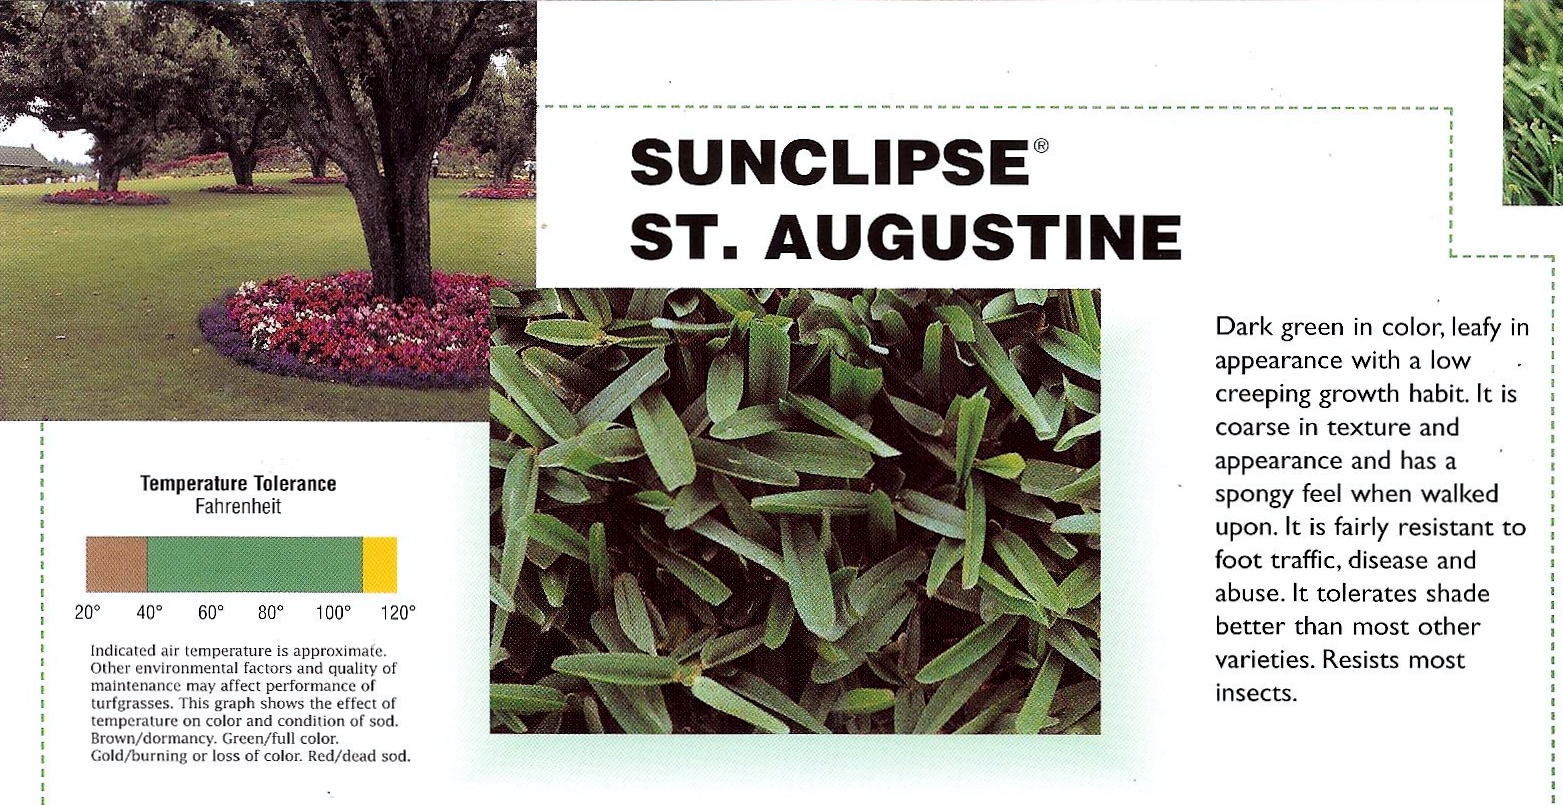 SUNCLIPSE®
ST. AUGUSTINE
Dark green in color, leafy in
appearance with a low
creeping growth habit. It is
coarse in texture and
appearance and has a
spongy feel when walked
upon. It is fairly resistant to
foot traffic, disease and
abuse. It tolerates shade
better than most other
varieties. Resists most
insects.
Temperature Tolerance
Fahrenheit
20° 40° 60° 80° 100° 120°
Indicated air temperature is approximate.
Other environmental factors and quality of
maintenance may affect performance of
turfgrasses. This graph shows the effect of
temperature on color and condition of sod.
Brown/dormancy. Green/full color.
Gold/burning or loss of color. Red/dead sod.